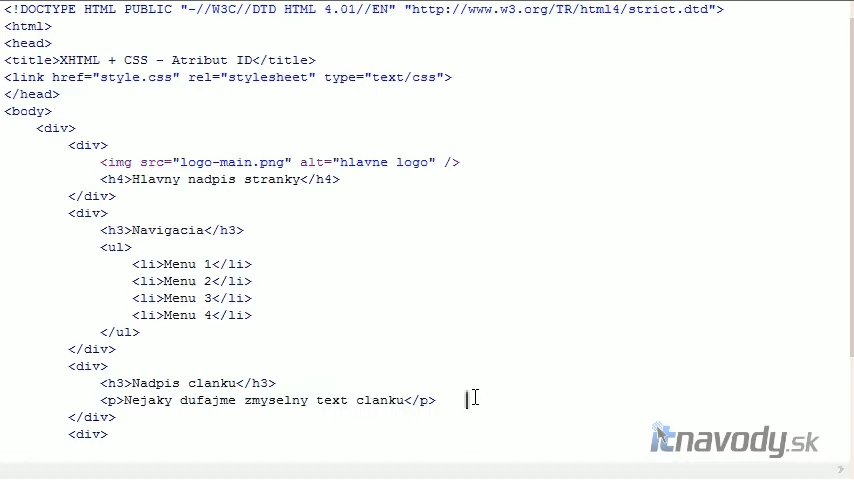 <!DOCTYPE HTML PUBLIC "-//W3C//DTD HTML 4.01//EN" "http://www.w3.org/TR/html4/strict.dtd">
<html>
<head>
<title>XHTML + CSS - Atribut ID</title>
<link href="style.css" rel="stylesheet" type="text/css">
</head>
<body>
<div>
<div>
<img src="logo-main.png" alt="hlavne logo" />
<h4>Hlavny nadpis stranky</h4>
</div>
<div>
<h3>Navigacia</h3>
<ul>
<li>Menu 1</li>
<li>Menu 2</li>
<li>Menu 3</li>
<li>Menu 4</li>
</ul>
</div>
<div>
<h3>Nadpis clanku</h3>
<p>Nejaky dufajme zmyselny text clanku</p>
</div>
<div>
itnavody.sk